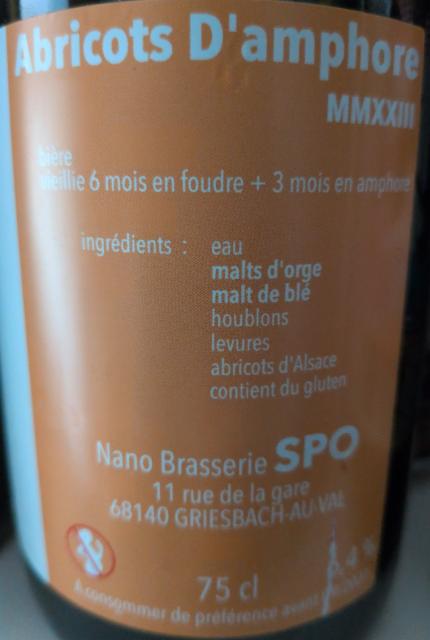 Abricots D'amphore
MMXXIII
bière
vieillie 6 mois en foudre + 3 mois en amphore
ingrédients : eau
malts d'orge
malt de blé
houblons
levures
abricots d'Alsace
contient du gluten
Nano Brasserie SPO
11 rue de la gare
68140 GRIESBACH-AU-VAL
75 cl
A consommer de préférence avant